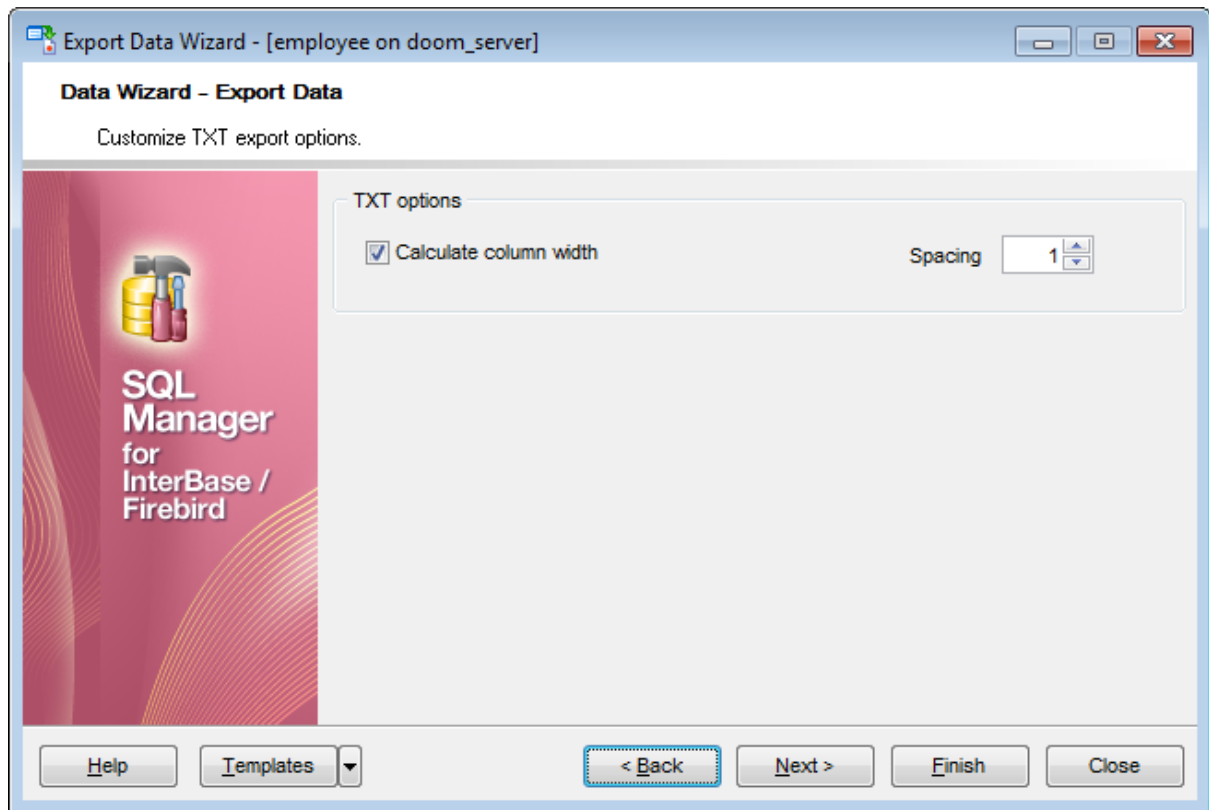 Export Data Wizard - [employee on doom_server]
Data Wizard - Export Data
Customize TXT export options.
TXT options
Calculate column width
Spacing 1
SQL
Manager
for
InterBase /
Firebird
Help Templates < Back Next > Finish Close